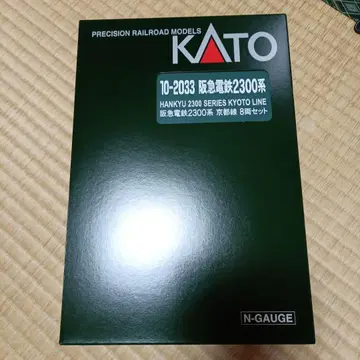 PRECISION RAILROAD MODELS
KATO
10-2033 阪急電鉄2300系
HANKYU 2300 SERIES KYOTO LINE
阪急電鉄2300系 京都線 8両セット
N-GAUGE